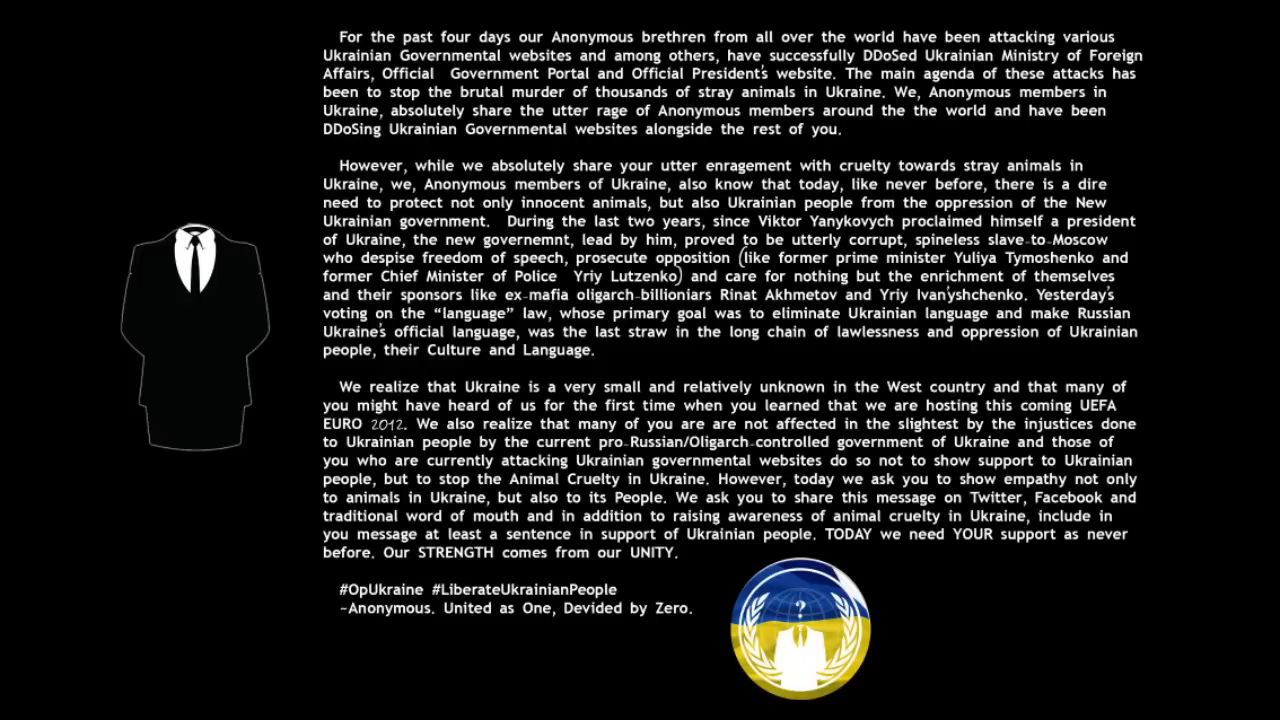 For the past four days our Anonymous brethren from all over the world have been attacking various
Ukrainian Governmental websites and among others, have successfully DDoSed Ukrainian Ministry of Foreign
Affairs, Official Government Portal and Official President's website. The main agenda of these attacks has
been to stop the brutal murder of thousands of stray animals in Ukraine. We, Anonymous members in
Ukraine, absolutely share the utter rage of Anonymous members around the the world and have been
DDoSing Ukrainian Governmental websites alongside the rest of you.
However, while we absolutely share your utter enragement with cruelty towards stray animals in
Ukraine, we, Anonymous members of Ukraine, also know that today, like never before, there is a dire
need to protect not only innocent animals, but also Ukrainian people from the oppression of the New
Ukrainian government. During the last two years, since Viktor Yanykovych proclaimed himself a president
of Ukraine, the new governemnt, lead by him, proved to be utterly corrupt, spineless slave-to-Moscow
who despise freedom of speech, prosecute opposition (like former prime minister Yuliya Tymoshenko and
former Chief Minister of Police Yriy Lutzenko) and care for nothing but the enrichment of themselves
and their sponsors like ex-mafia oligarch-billioniars Rinat Akhmetov and Yriy Ivan'yshchenko. Yesterday's
voting on the “language” law, whose primary goal was to eliminate Ukrainian language and make Russian
Ukraine's official language, was the last straw in the long chain of lawlessness and oppression of Ukrainian
people, their Culture and Language.
We realize that Ukraine is a very small and relatively unknown in the West country and that many of
you might have heard of us for the first time when you learned that we are hosting this coming UEFA
EURO 2012. We also realize that many of you are are not affected in the slightest by the injustices done
to Ukrainian people by the current pro-Russian/Oligarch-controlled government of Ukraine and those of
you who are currently attacking Ukrainian governmental websites do so not to show support to Ukrainian
people, but to stop the Animal Cruelty in Ukraine. However, today we ask you to show empathy not only
to animals in Ukraine, but also to its People. We ask you to share this message on Twitter, Facebook and
traditional word of mouth and in addition to raising awareness of animal cruelty in Ukraine, include in
you message at least a sentence in support of Ukrainian people. TODAY we need YOUR support as never
before. Our STRENGTH comes from our UNITY.
#OpUkraine #LiberateUkrainianPeople
~Anonymous. United as One, Devided by Zero.
?